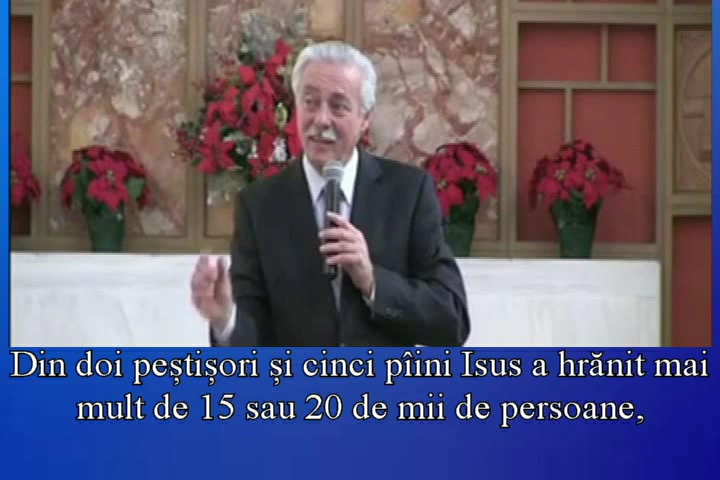 Din doi peștișori și cinci pîini Isus a hrănit mai
mult de 15 sau 20 de mii de persoane,